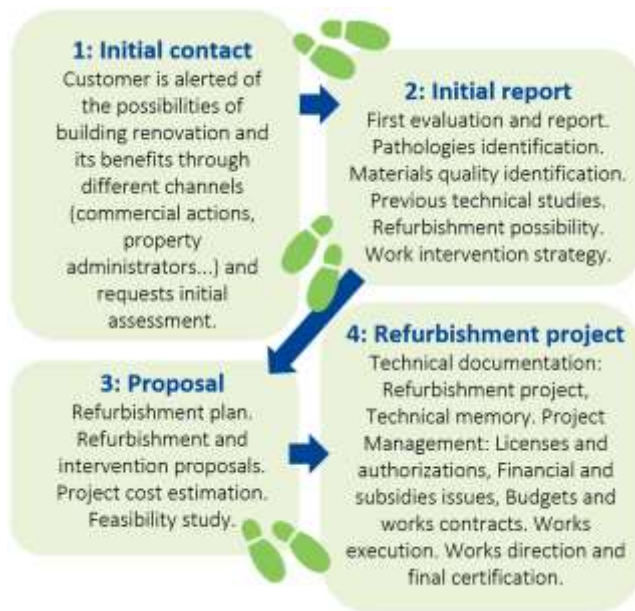 1: Initial contact
Customer is alerted of
the possibilities of
building renovation and
its benefits through
different channels
(commercial actions,
property
administrators...) and
requests initial
assessment.
2: Initial report
First evaluation and report.
Pathologies identification.
Materials quality identification.
Previous technical studies.
Refurbishment possibility.
Work intervention strategy.
3: Proposal
Refurbishment plan.
Refurbishment and
intervention proposals.
Project cost estimation.
Feasibility study.
4: Refurbishment project
Technical documentation:
Refurbishment project,
Technical memory. Project
Management: Licenses and
authorizations, Financial and
subsidies issues, Budgets and
works contracts. Works
execution. Works direction and
final certification.